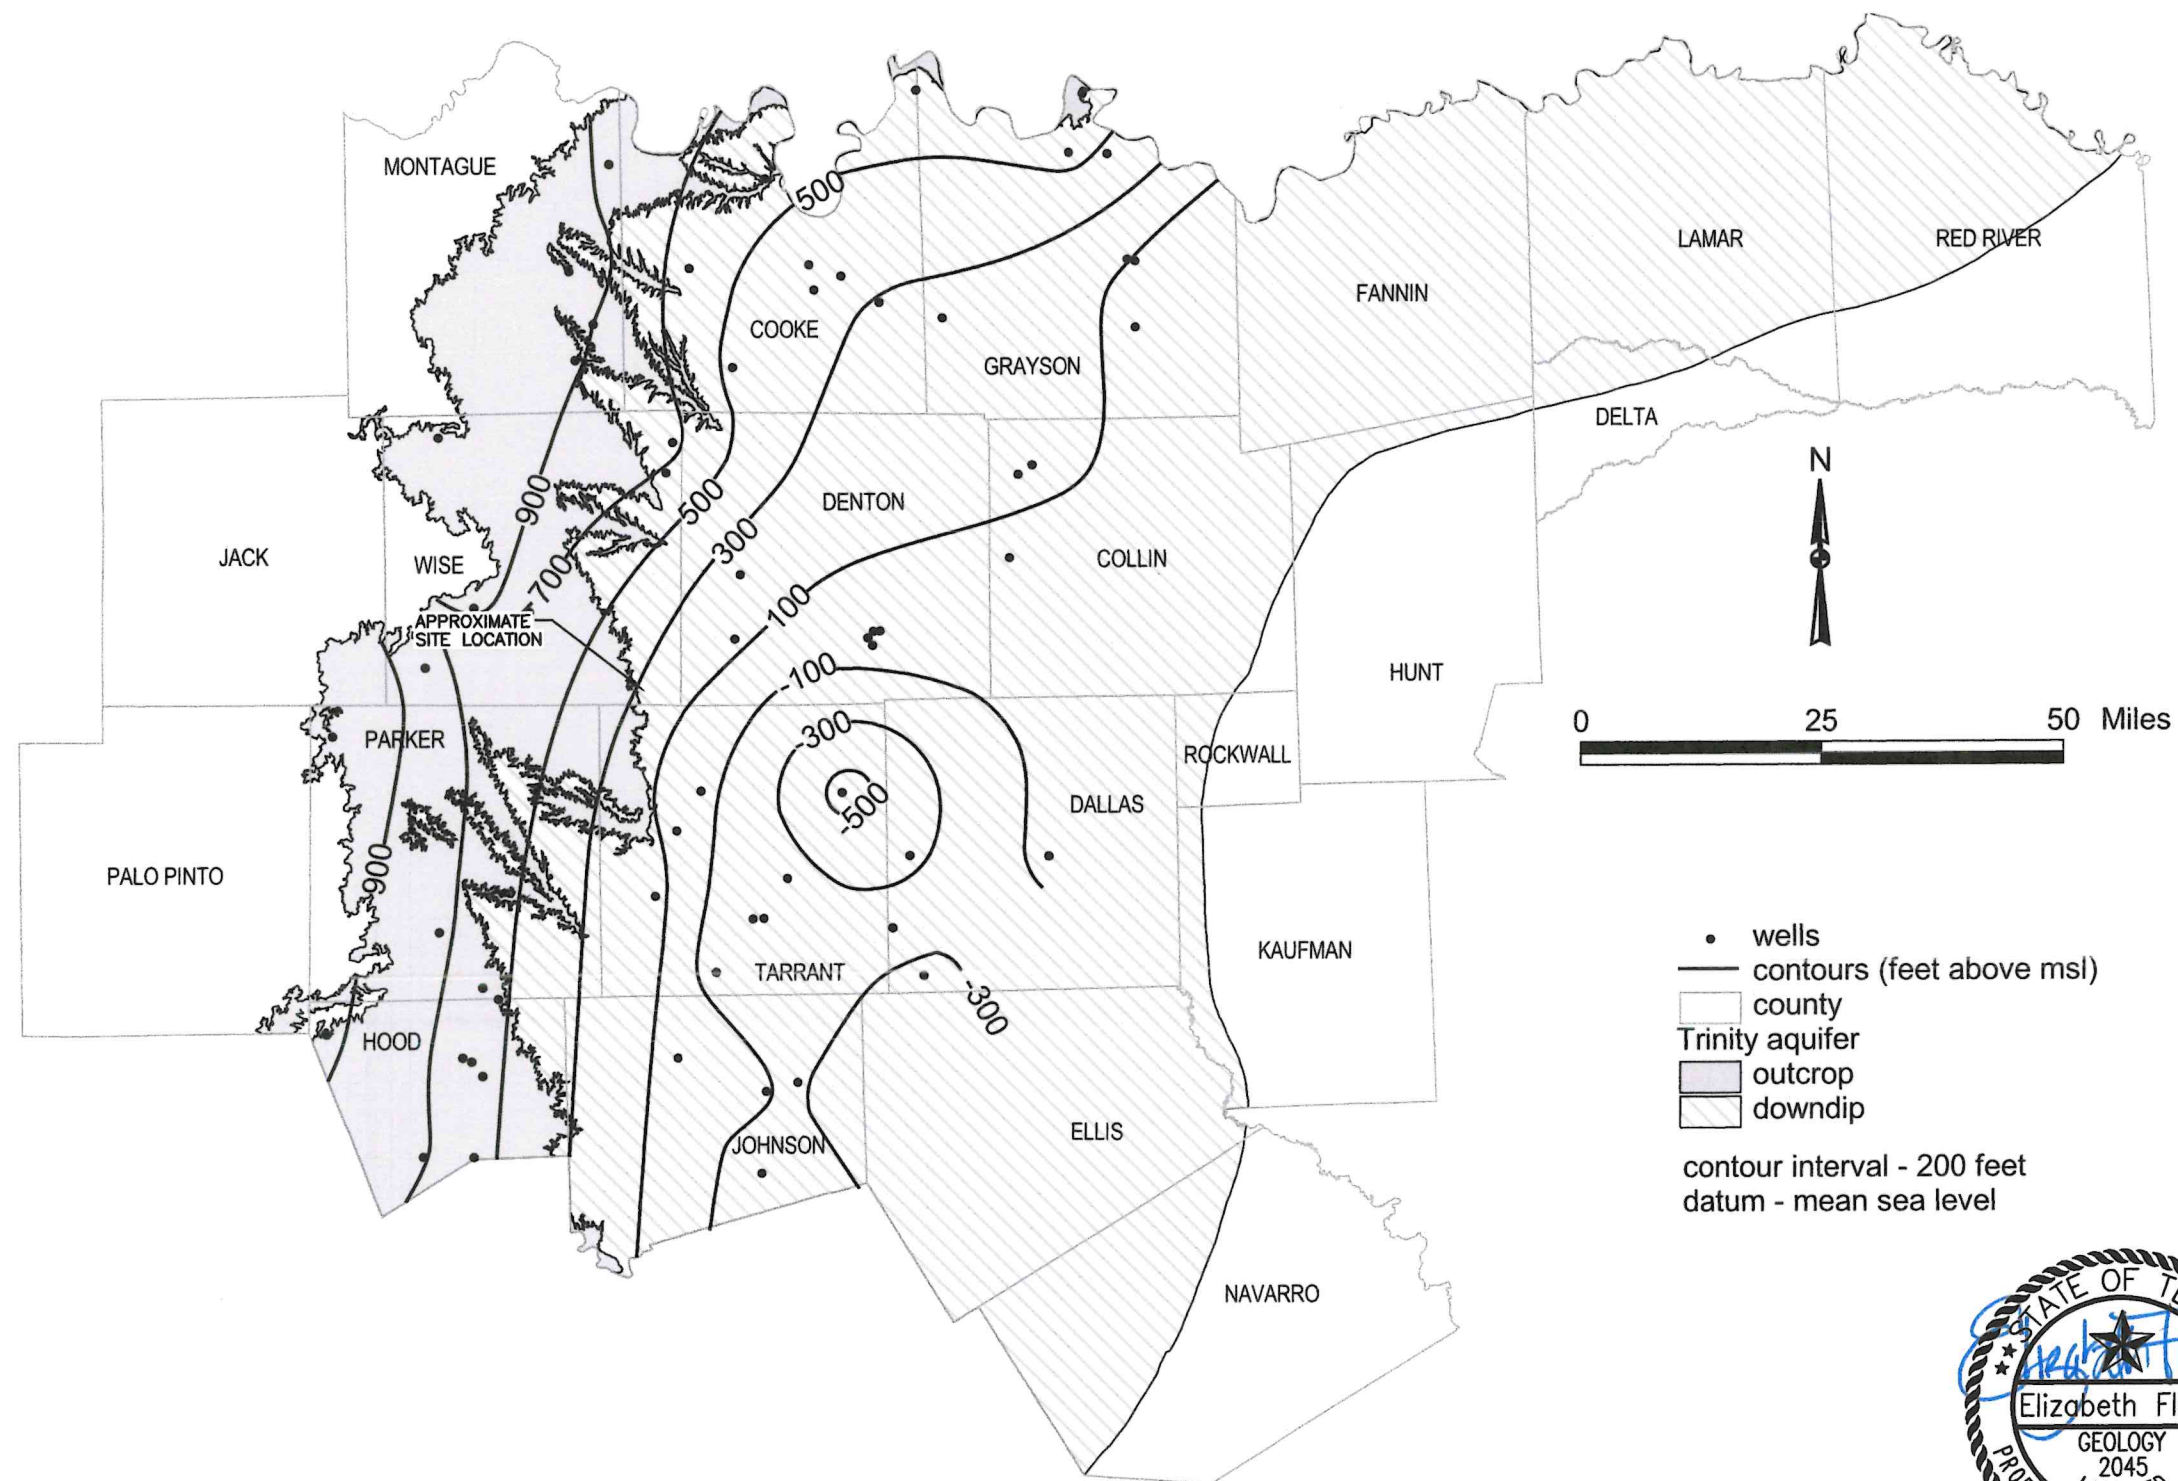 MONTAGUE
500
LAMAR
RED RIVER
FANNIN
COOKE
GRAYSON
DELTA
N
900
500
DENTON
300
JACK
WISE
700
COLLIN
100
APPROXIMATE
SITE LOCATION
-100
HUNT
0 25 50 Miles
-300
PARKER
ROCKWALL
-500
DALLAS
900
PALO PINTO
TARRANT
KAUFMAN
-300
HOOD
JOHNSON
ELLIS
NAVARRO
wells
contours (feet above msl)
county
Trinity aquifer
outcrop
downdip
contour interval - 200 feet
datum - mean sea level
STATE OF
Elizabeth
GEOLOGY
2045